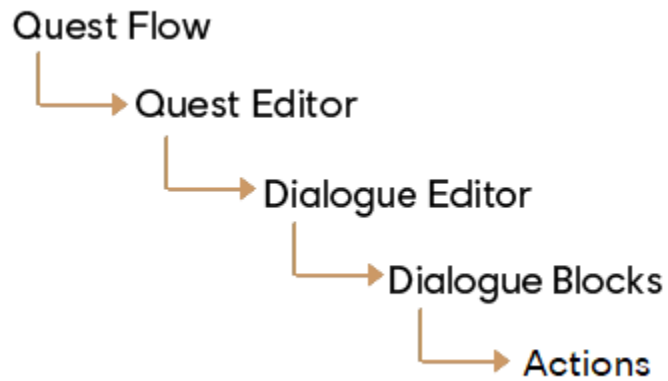 Quest Flow
Quest Editor
Dialogue Editor
Dialogue Blocks
Actions